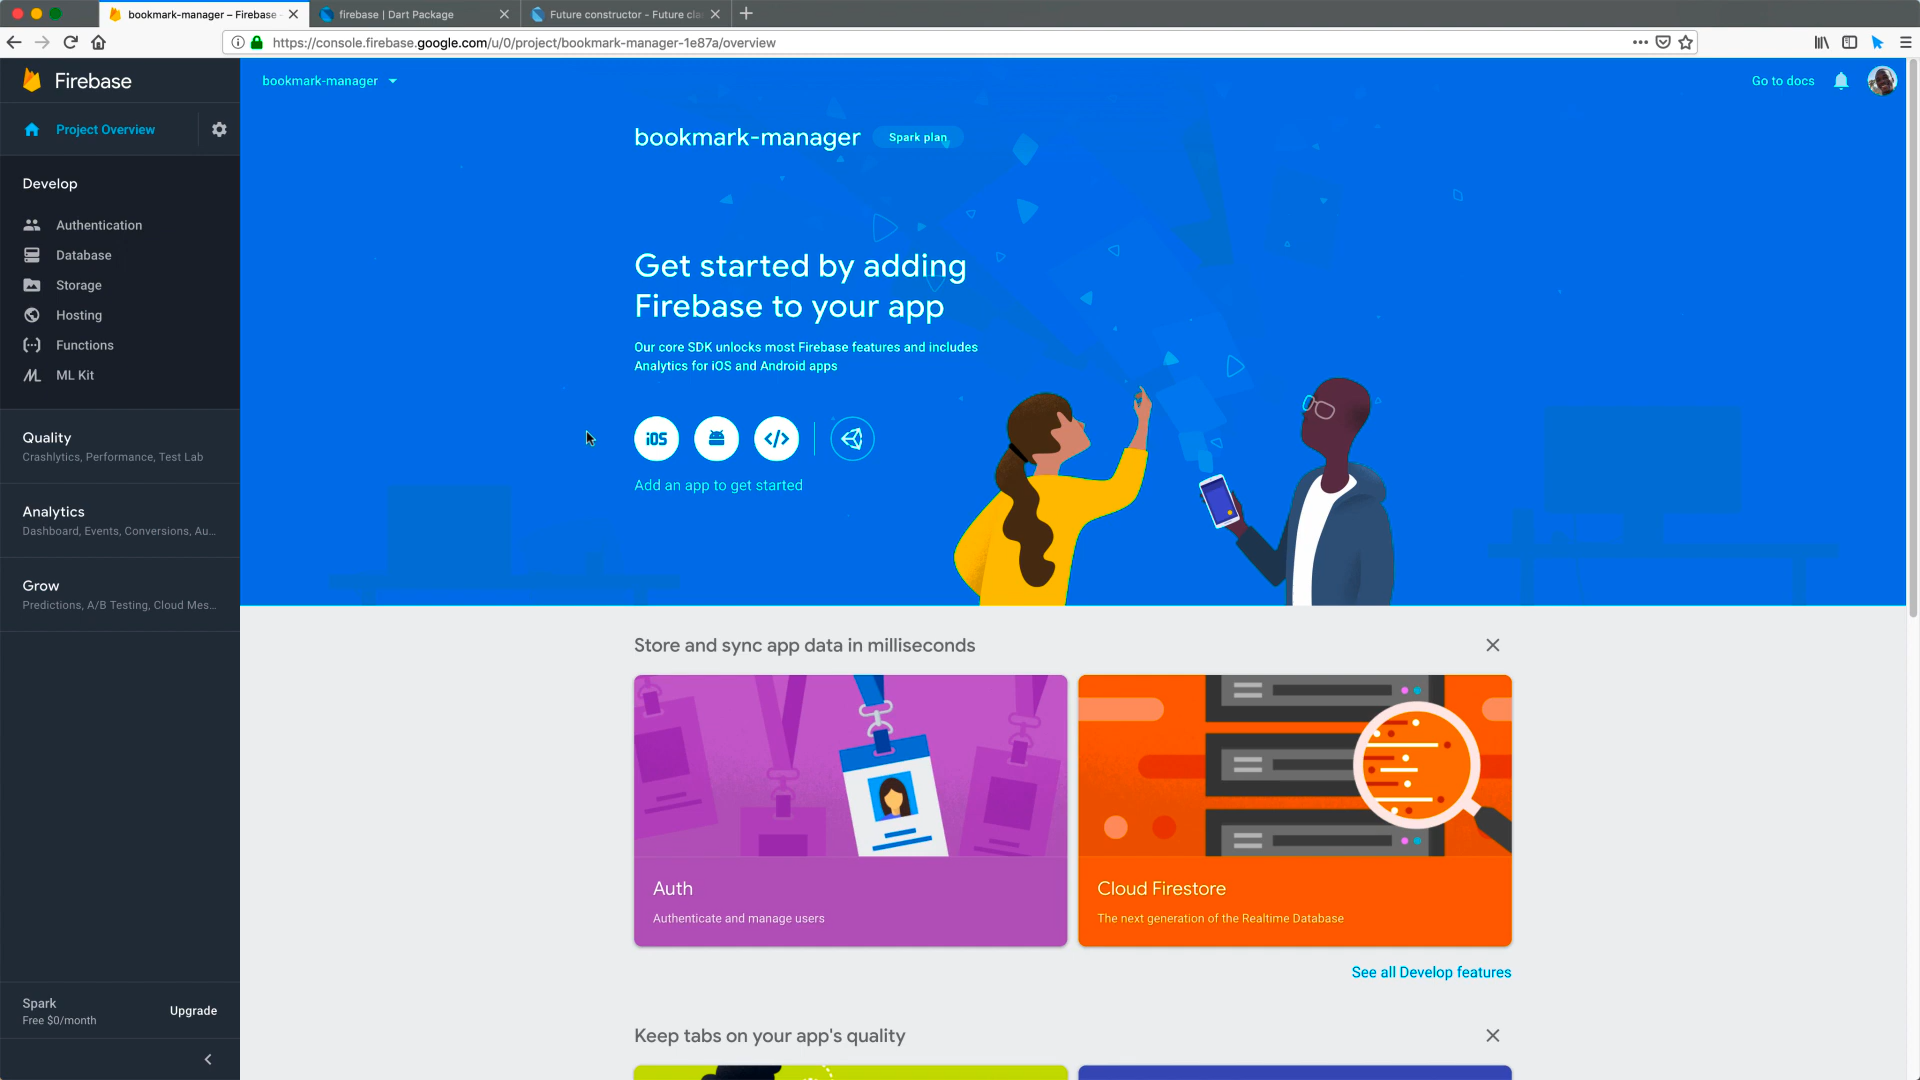 bookmark-manager – Firebase -
firebase | Dart Package
Future constructor - Future cla
https://console.firebase.google.com/u/0/project/bookmark-manager-1e87a/overview
Firebase
Project Overview
Develop
Authentication
Database
Storage
Hosting
Functions
ML Kit
Quality
Crashlytics, Performance, Test Lab
Analytics
Dashboard, Events, Conversions, Au...
Grow
Predictions, A/B Testing, Cloud Mes...
Spark
Free $0/month
Upgrade
bookmark-manager
Go to docs
bookmark-manager
Spark plan
Get started by adding
Firebase to your app
Our core SDK unlocks most Firebase features and includes
Analytics for iOS and Android apps
iOS
Add an app to get started
Store and sync app data in milliseconds
Auth
Authenticate and manage users
Cloud Firestore
The next generation of the Realtime Database
See all Develop features
Keep tabs on your app's quality